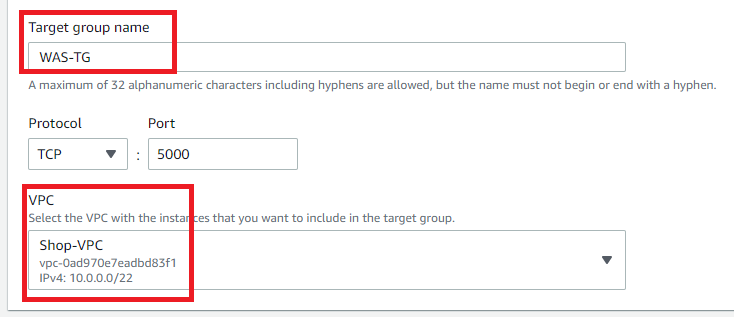 Target group name
WAS-TG
A maximum of 32 alphanumeric characters including hyphens are allowed, but the name must not begin or end with a hyphen.
Protocol Port
TCP : 5000
VPC
Select the VPC with the instances that you want to include in the target group.
Shop-VPC
vpc-0ad970e7eadbd83f1
IPv4: 10.0.0.0/22